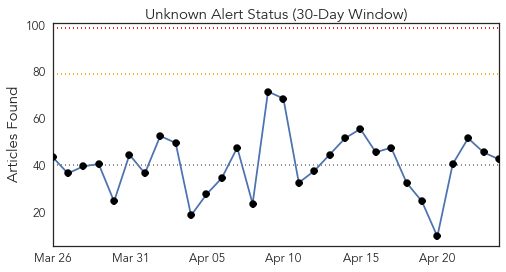 Unknown Alert Status (30-Day Window)
Articles Found
100
80
60
40
20
Mar 26 Mar 31 Apr 05 Apr 10 Apr 15 Apr 20